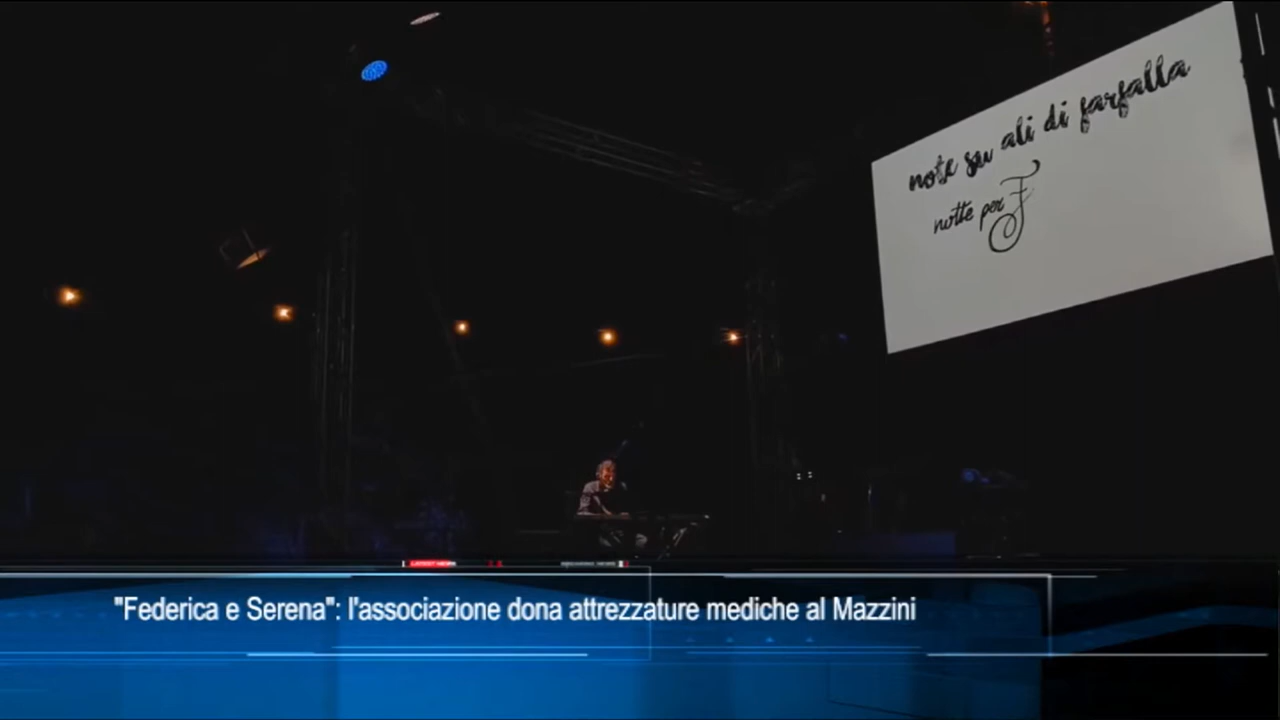 note su ali di farfalla
notte per F
"Federica e Serena": l'associazione dona attrezzature mediche al Mazzini